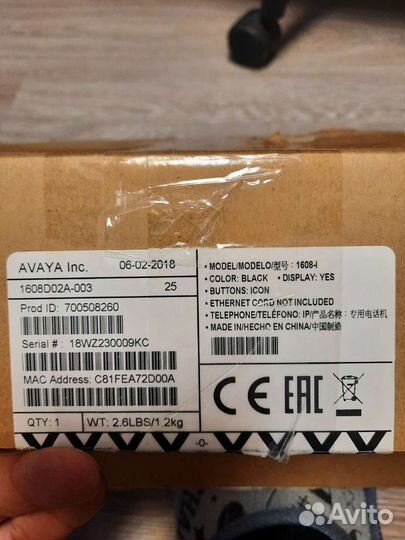 AVAYA Inc. 06-02-2018
1608D02A-003 25
Prod ID: 700508260
Serial # : 18WZ230009KC
MAC Address: C81FEA72D00A
QTY: 1 WT: 2.6LBS/1.2kg
• MODEL/MODELO/型号: 1608-I
• COLOR: BLACK • DISPLAY: YES
• BUTTONS: ICON
• ETHERNET CORD NOT INCLUDED
• TELEPHONE/TELÉFONO: IP/产品名称: 专用电话机
• MADE IN/HECHO EN CHINA/中国制造
CE EAC
-0-
Avito